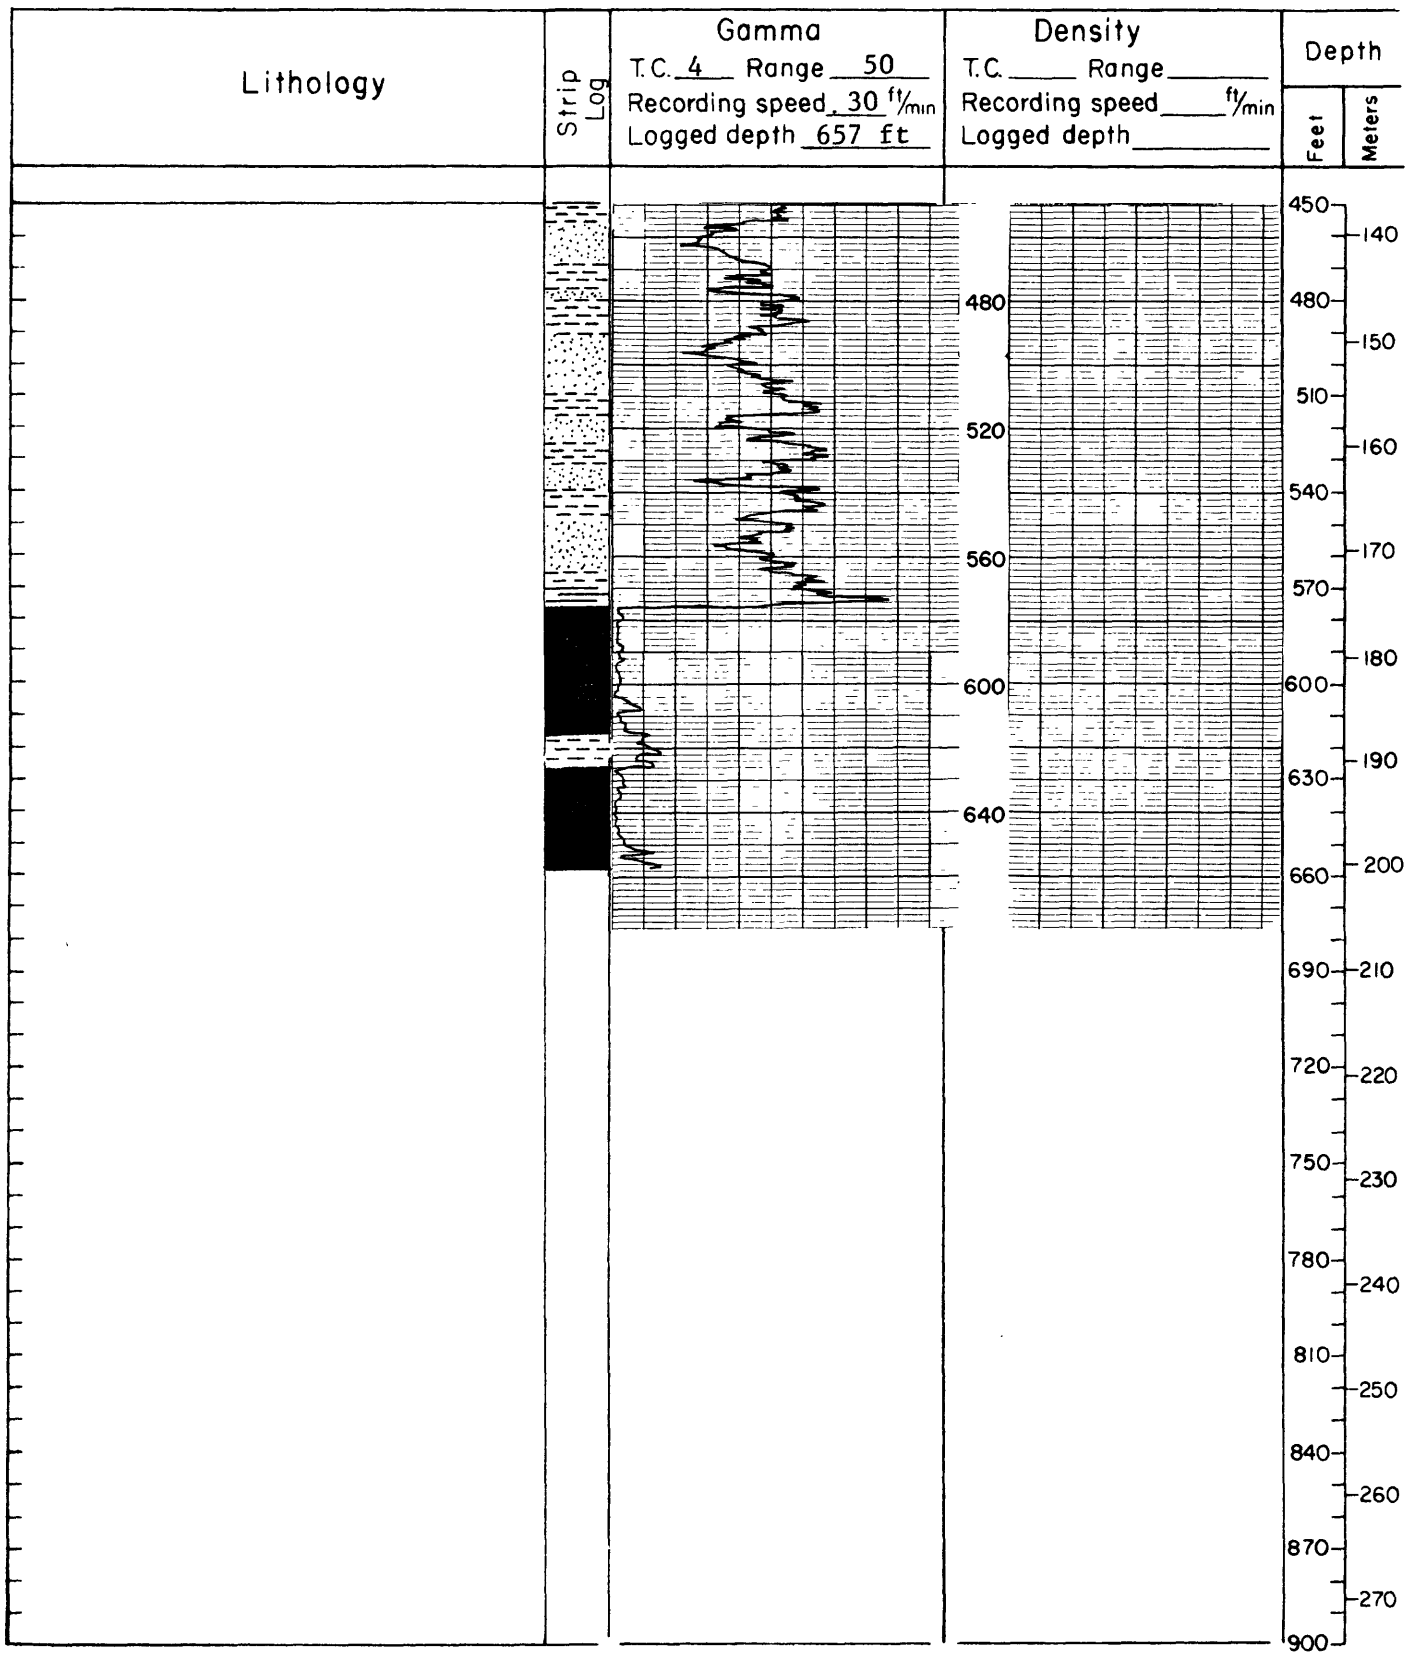 Lithology
Strip
Log
Gamma
T.C. 4 Range 50
Recording speed . 30 ft/min
Logged depth 657 ft
Density
T.C. Range
Recording speed ft/min
Logged depth
Depth
Feet
Meters
450
140
480
480
150
510
520
160
540
560
170
570
180
600
600
190
630
640
200
660
690
210
720
220
750
230
780
240
810
250
840
260
870
270
900